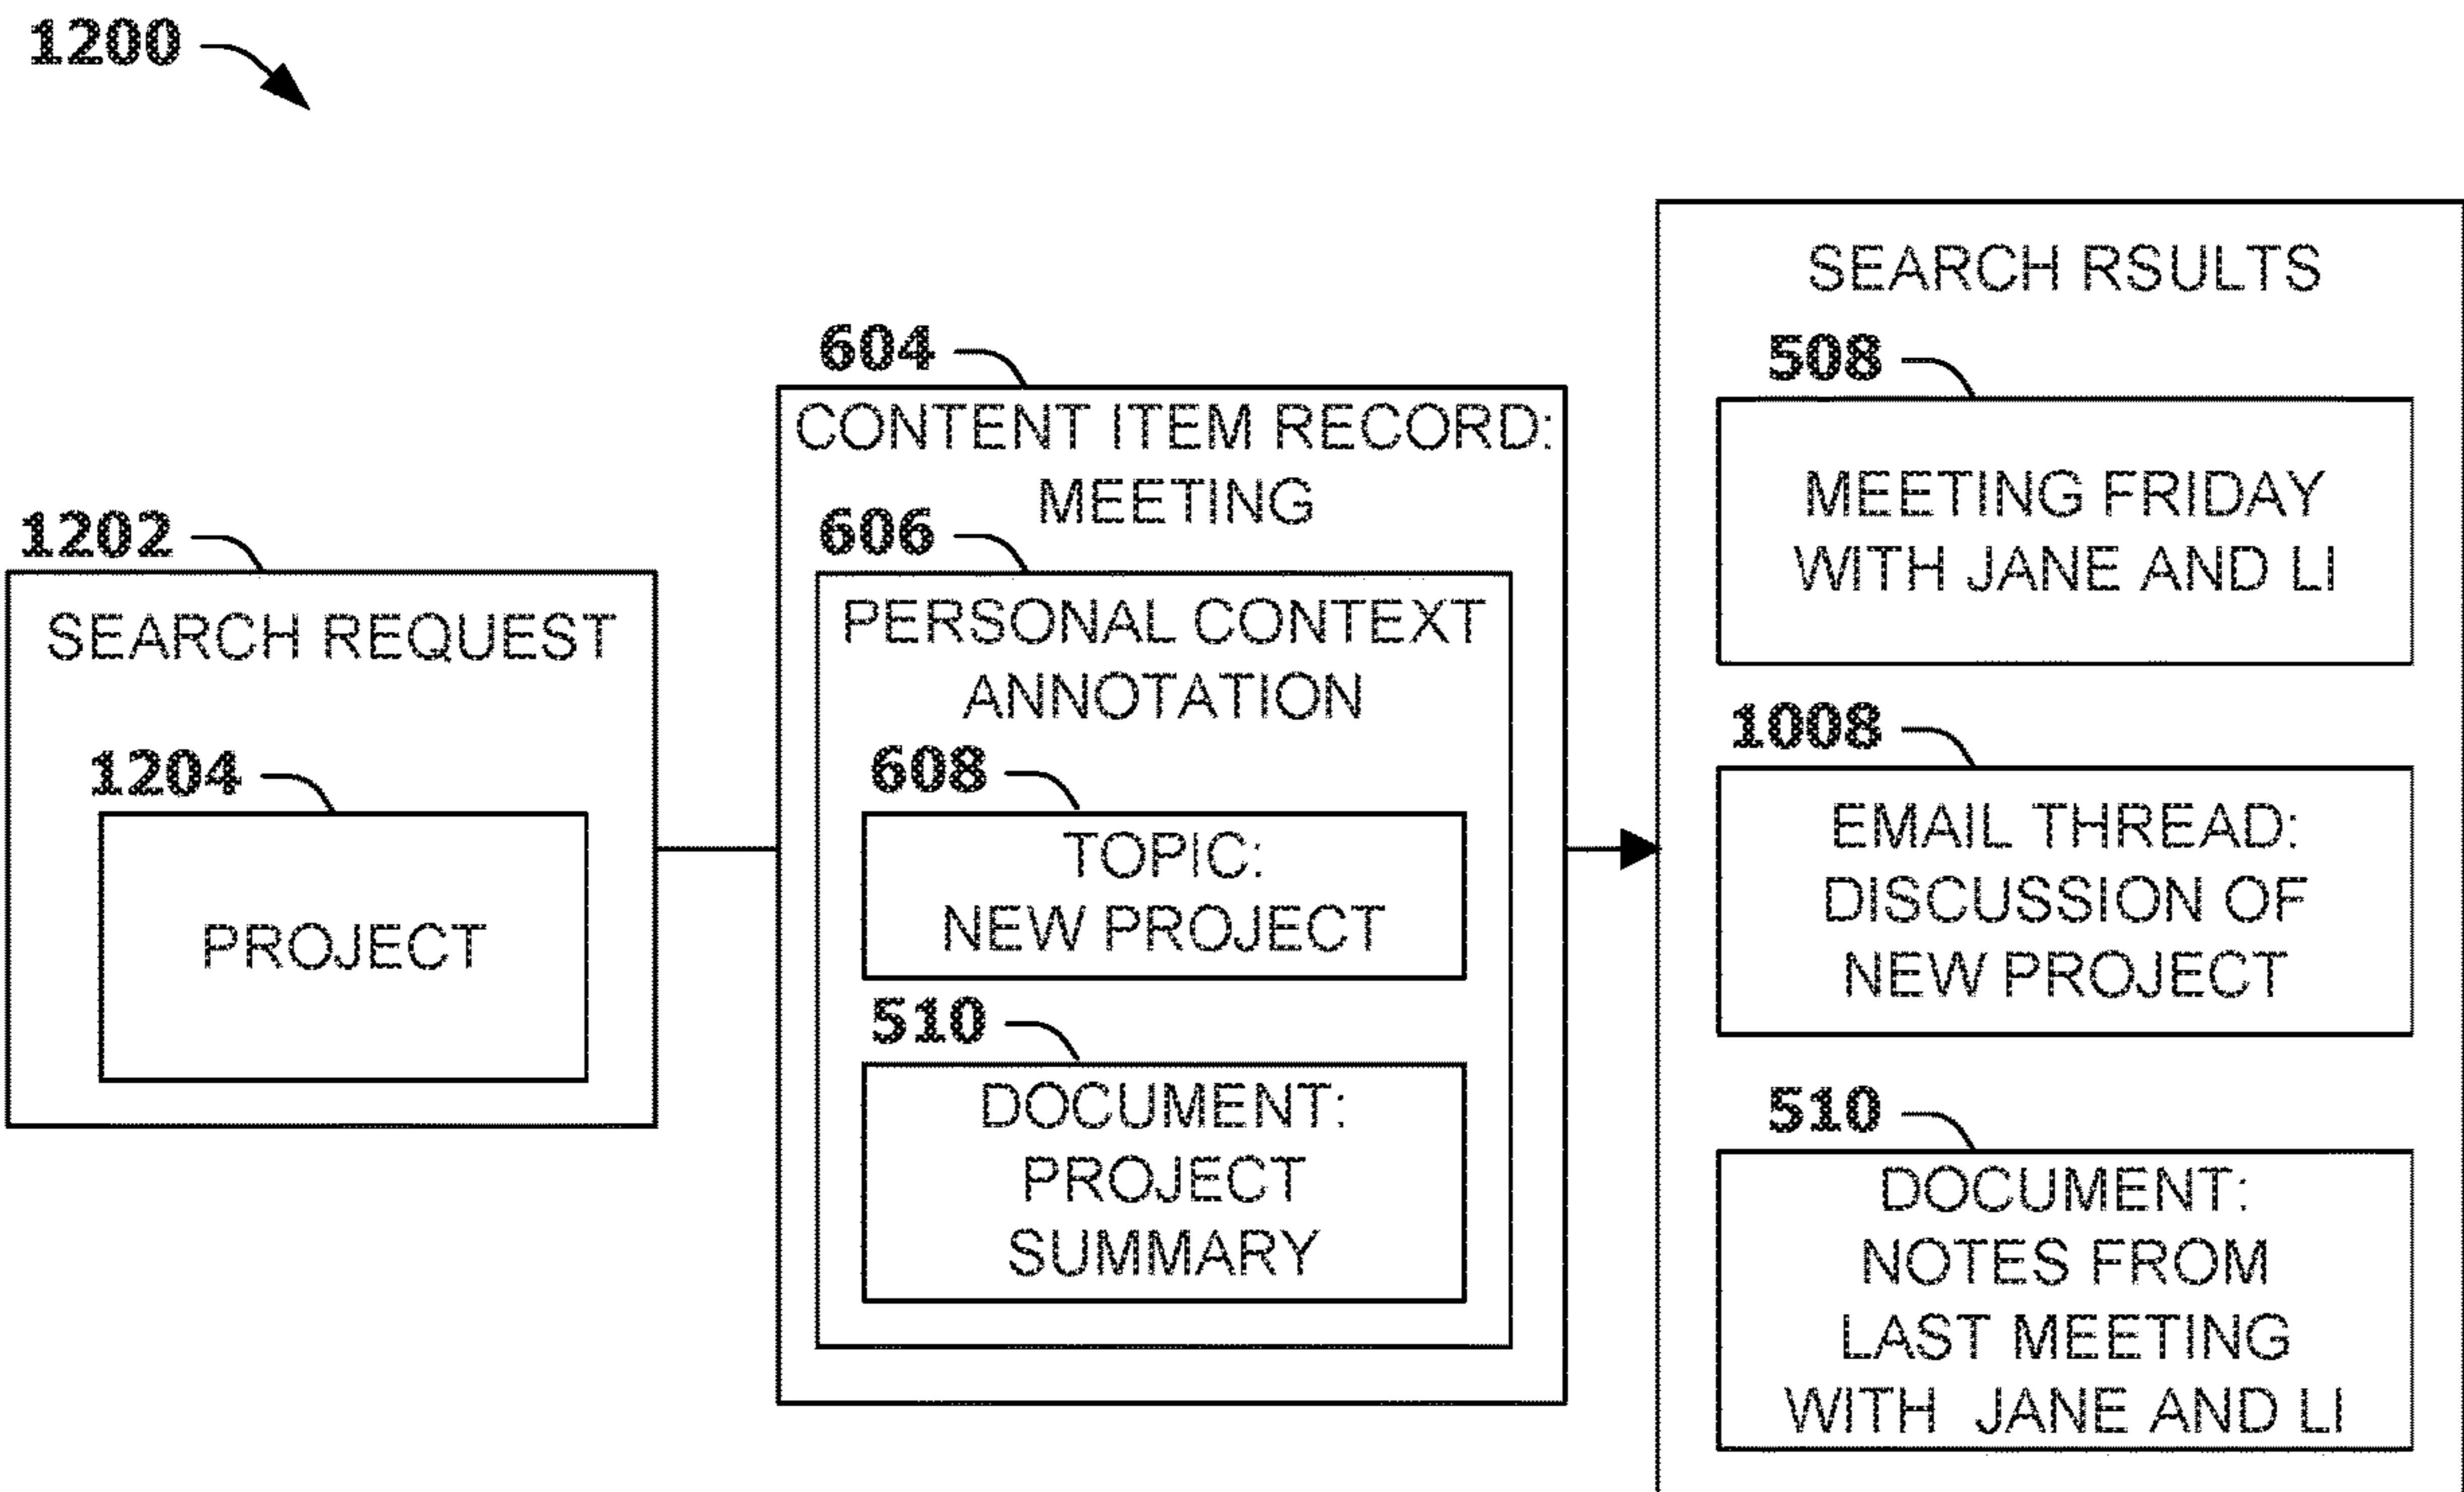 1200
1202
SEARCH REQUEST
1204
PROJECT
604
CONTENT ITEM RECORD:
MEETING
606
PERSONAL CONTEXT
ANNOTATION
608
TOPIC:
NEW PROJECT
510
DOCUMENT:
PROJECT
SUMMARY
SEARCH RSULTS
508
MEETING FRIDAY
WITH JANE AND LI
1008
EMAIL THREAD:
DISCUSSION OF
NEW PROJECT
510
DOCUMENT:
NOTES FROM
LAST MEETING
WITH JANE AND LI